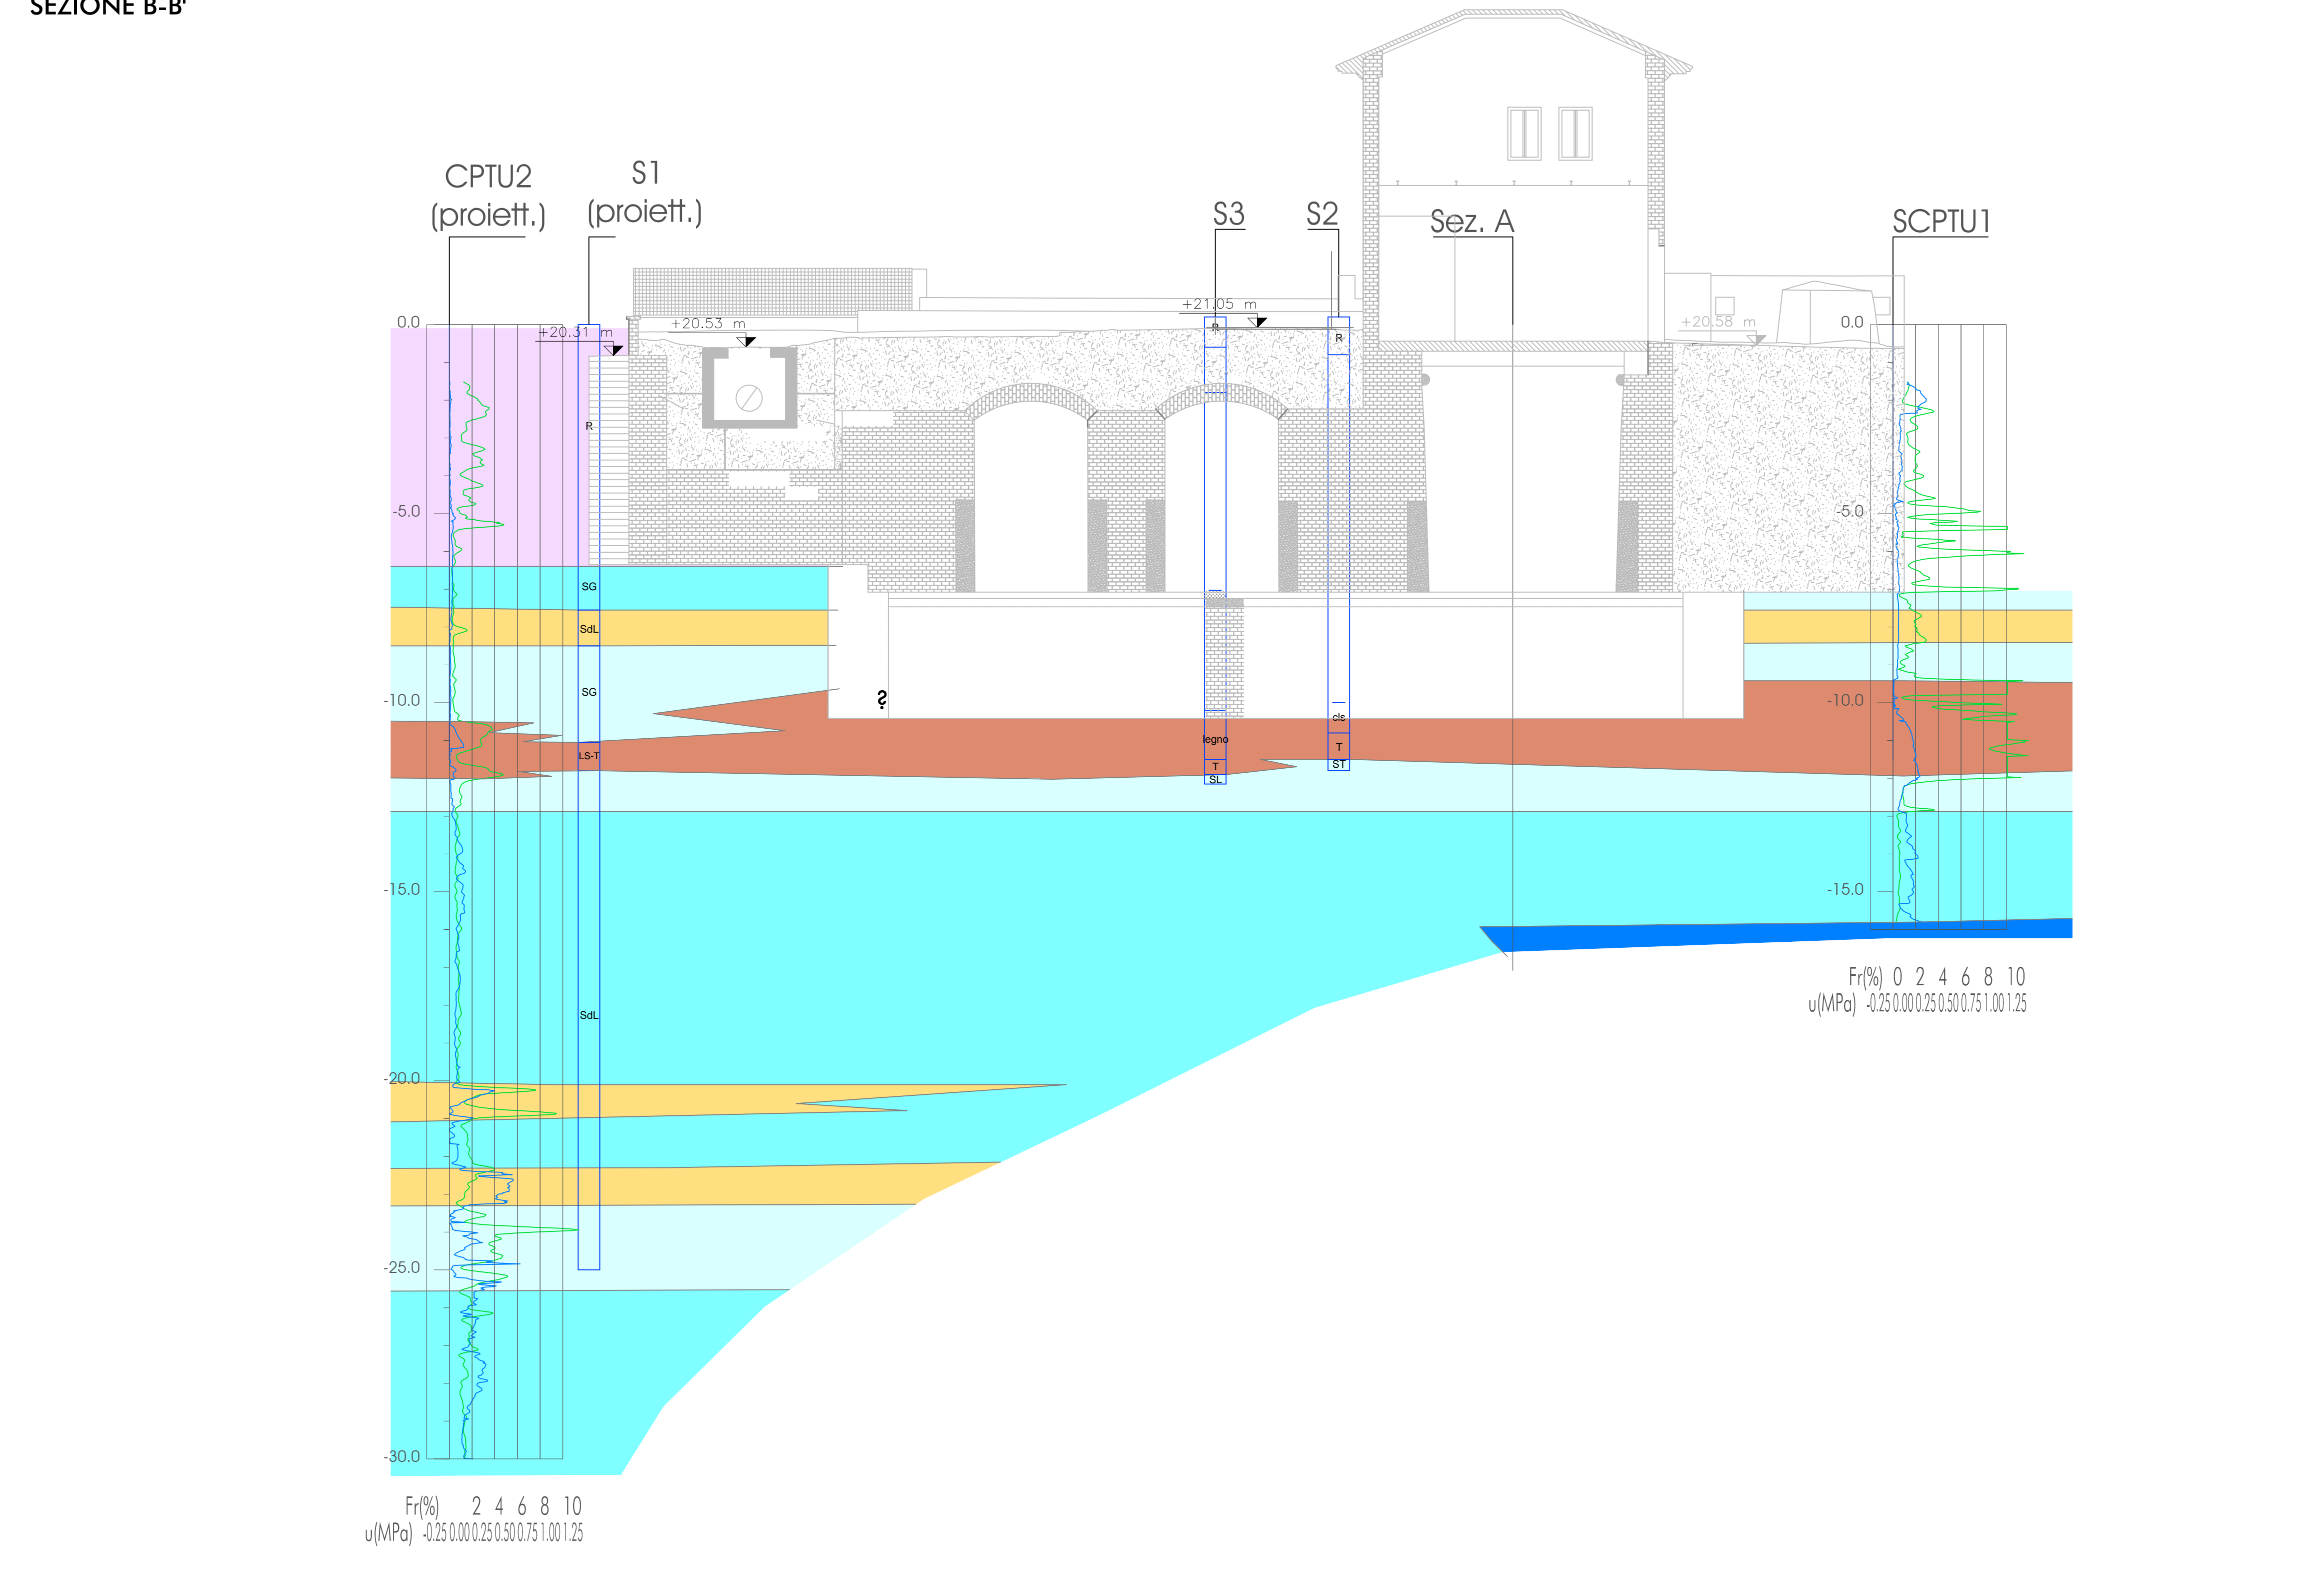 SEZIONE B-B'
CPTU2
(proiett.)
S1
(proiett.)
S3
S2
Sez. A
SCPTU1
+20.31 m
+20.53 m
+21.05 m
+20.58 m
0.0
-5.0
-10.0
-15.0
-20.0
-25.0
-30.0
R
SG
SdL
SG
LS-T
SdL
R
legno
T
SL
R
cls
T
ST
?
0.0
-5.0
-10.0
-15.0
Fr(%) 0 2 4 6 8 10
u(MPa) -0.25 0.00 0.25 0.50 0.75 1.00 1.25
Fr(%) 2 4 6 8 10
u(MPa) -0.25 0.00 0.25 0.50 0.75 1.00 1.25